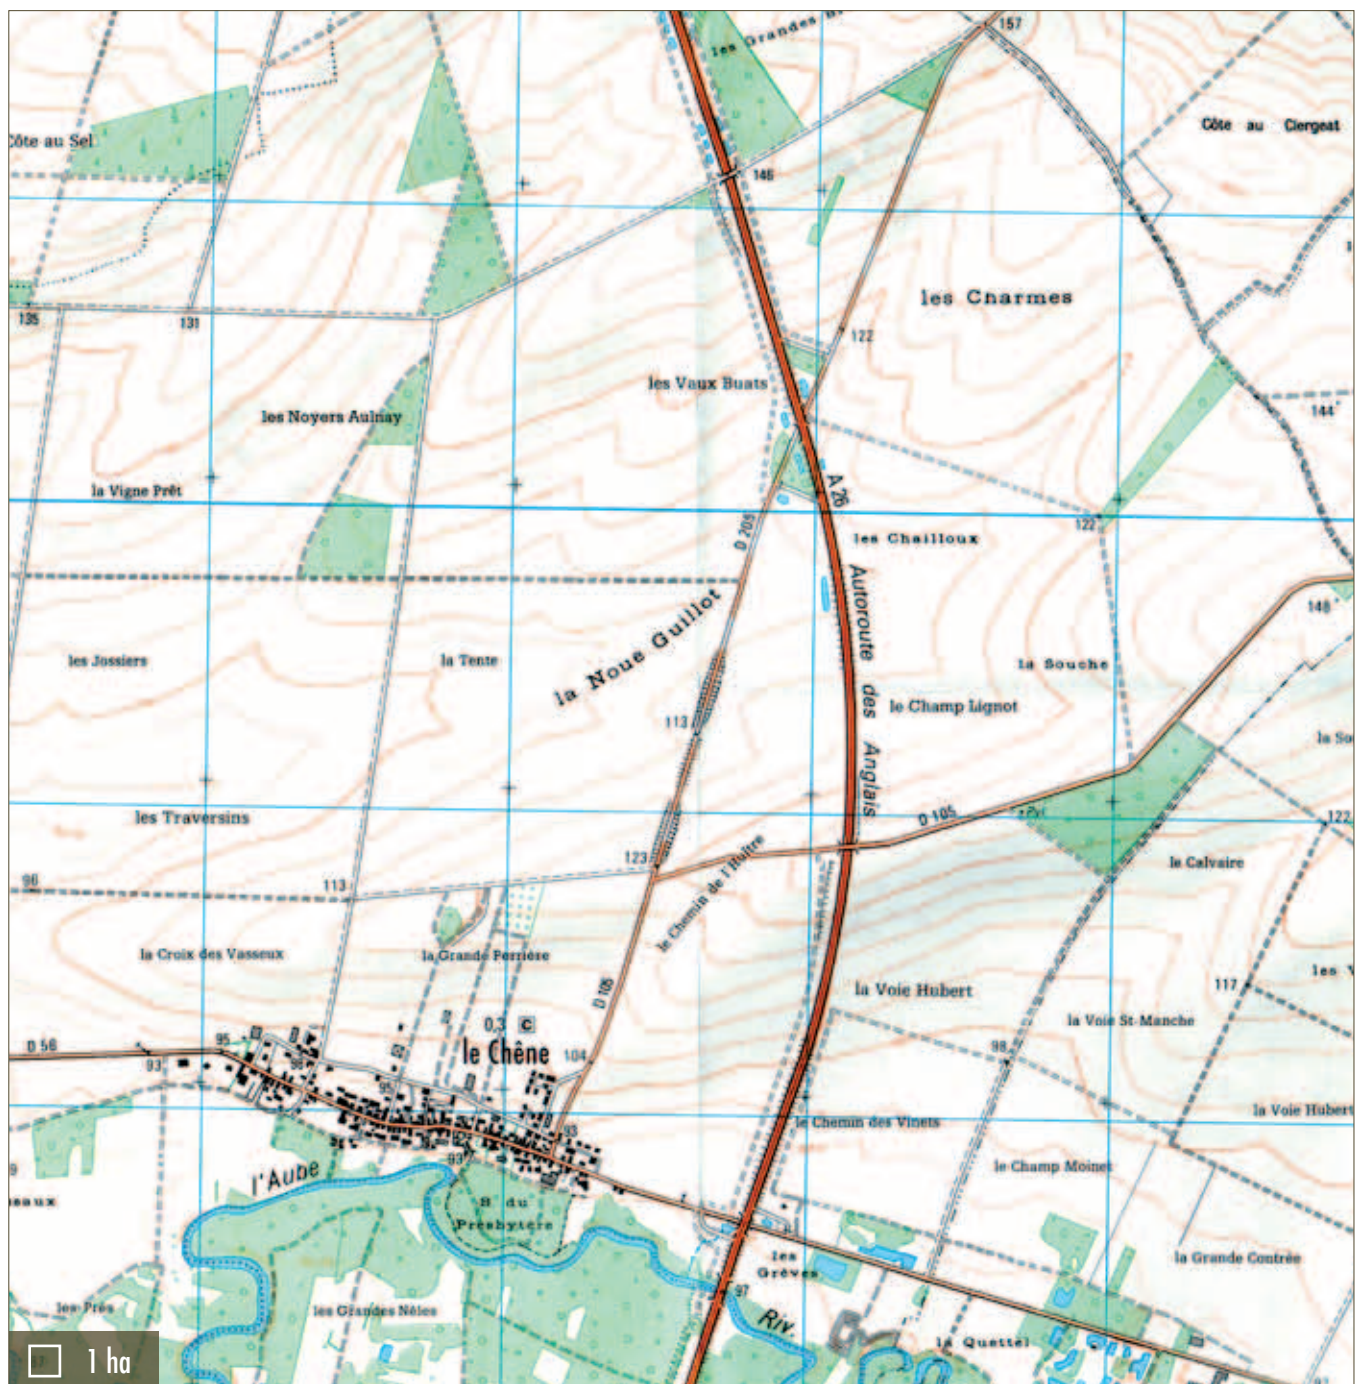 157
les Grandes
Côte au Ciergeat
Côte au Sel
146
les Charmes
135
131
122
les Vaux Buats
144
les Noyers Aulnay
la Vigne Prêt
A 26
D 205
122
les Chailloux
Autoroute des Anglais
148
la Noue Guillot
les Jossiers
la Tente
la Souche
le Champ Lignot
113
la So
les Traversins
D 105
122
123
le Chemin de l'Huître
le Calvaire
96
113
la Croix des Vasseux
la Grande Perrière
les V
117
D 105
la Voie Hubert
la Voie St-Manche
0,3 C
le Chêne
95
D 56
93
96
104
98
95
la Voie Hubert
le Chemin des Vinets
93
93
l'Aube
le Champ Moinet
B. du
Presbytère
les
Grèves
la Grande Contrée
97
les Prés
les Grandes Nèles
Riv.
la Quettel
1 ha